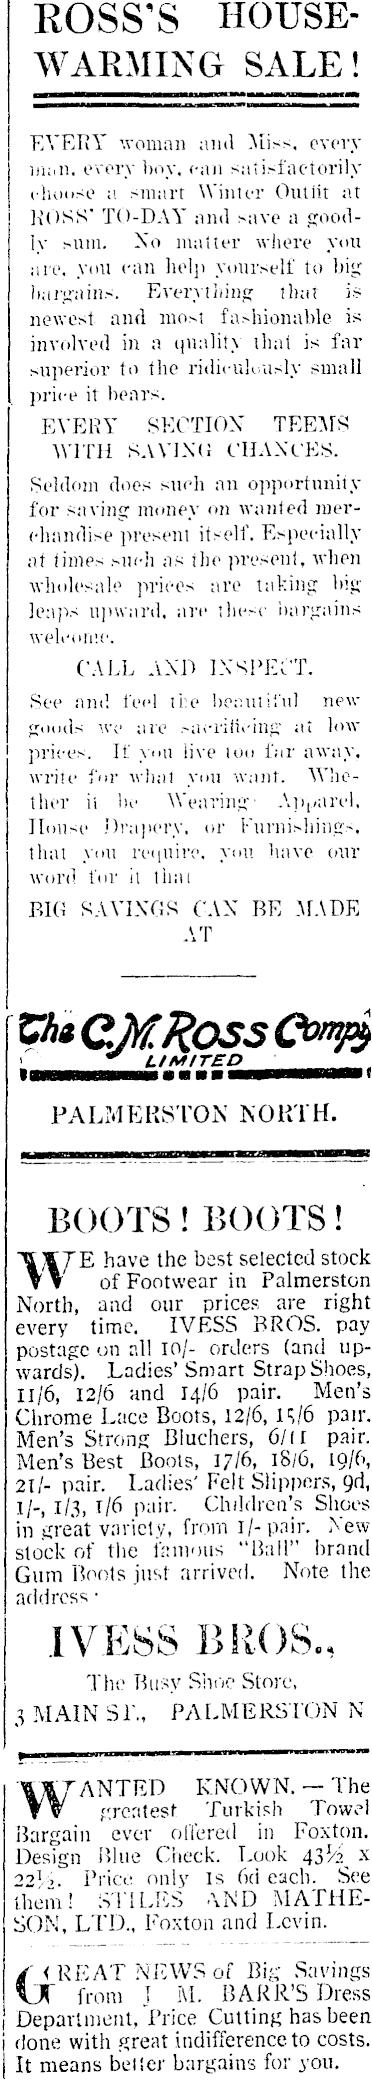 ROSS'S HOUSE-
WARMING SALE!
EVERY woman and Miss, every
man, every boy, can satisfactorily
choose a smart Winter Outfit at
ROSS' TO-DAY and save a good-
ly sum. No matter where you
are, you can help yourself to big
bargains. Everything that is
newest and most fashionable is
involved in a quality that is far
superior to the ridiculously small
price it bears.
EVERY SECTION TEEMS
WITH SAVING CHANCES.
Seldom does such an opportunity
for saving money on wanted mer-
chandise present itself. Especially
at times such as the present, when
wholesale prices are taking big
leaps upward, are these bargains
welcome.
CALL AND INSPECT.
See and feel the beautiful new
goods we are sacrificing at low
prices. If you live too far away,
write for what you want. Whe-
ther it be Wearing Apparel,
House Drapery, or Furnishings,
that you require, you have our
word for it that
BIG SAVINGS CAN BE MADE
AT
The C.M. Ross Compy
LIMITED
PALMERSTON NORTH.
BOOTS! BOOTS!
WE have the best selected stock
of Footwear in Palmerston
North, and our prices are right
every time. IVESS BROS. pay
postage on all 10/- orders (and up-
wards). Ladies' Smart Strap Shoes,
11/6, 12/6 and 14/6 pair. Men's
Chrome Lace Boots, 12/6, 15/6 pair.
Men's Strong Bluchers, 6/11 pair.
Men's Best Boots, 17/6, 18/6, 19/6,
21/- pair. Ladies' Felt Slippers, 9d,
1/-, 1/3, 1/6 pair. Children's Shoes
in great variety, from 1/- pair. New
stock of the famous "Ball" brand
Gum Boots just arrived. Note the
address:
IVESS BROS.,
The Busy Shoe Store,
3 MAIN ST., PALMERSTON N
WANTED KNOWN.—The
greatest Turkish Towel
Bargain ever offered in Foxton.
Design Blue Check. Look 43½ x
22½. Price only is 6d each. See
them! STILES AND MATHE-
SON, LTD., Foxton and Levin.
GREAT NEWS of Big Savings
from J M. BARR'S Dress
Department, Price Cutting has been
done with great indifference to costs.
It means better bargains for you.